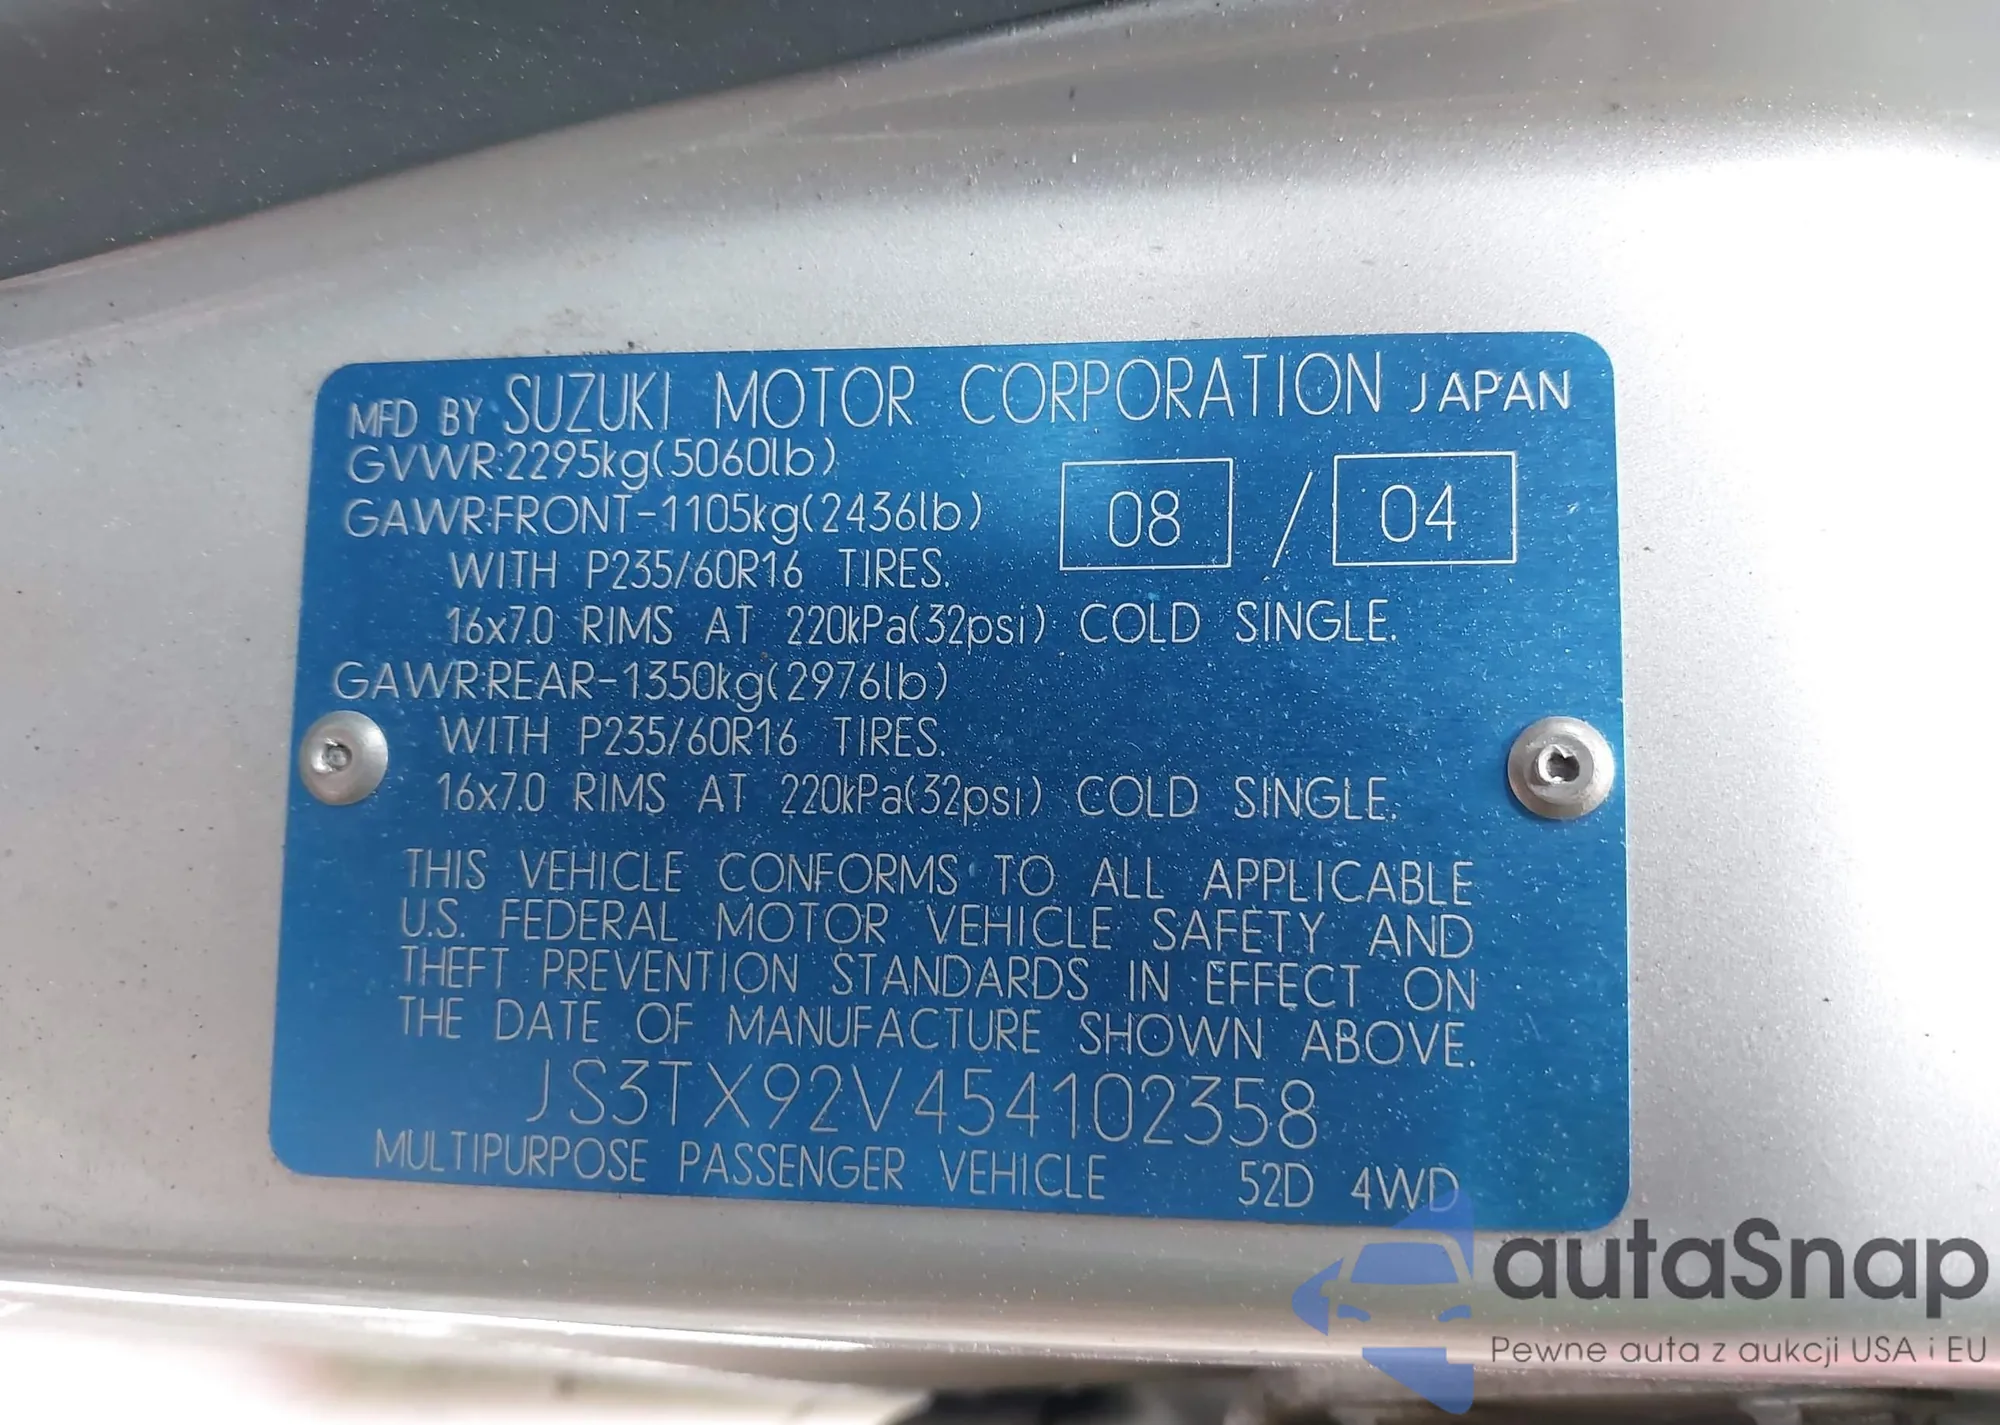 MFD BY SUZUKI MOTOR CORPORATION JAPAN
GVWR:2295kg(5060lb)
GAWR:FRONT-1105kg(2436lb)
08 / 04
WITH P235/60R16 TIRES.
16x7.0 RIMS AT 220kPa(32psi) COLD SINGLE.
GAWR:REAR-1350kg(2976lb)
WITH P235/60R16 TIRES.
16x7.0 RIMS AT 220kPa(32psi) COLD SINGLE.
THIS VEHICLE CONFORMS TO ALL APPLICABLE
U.S. FEDERAL MOTOR VEHICLE SAFETY AND
THEFT PREVENTION STANDARDS IN EFFECT ON
THE DATE OF MANUFACTURE SHOWN ABOVE.
JS3TX92V454102358
MULTIPURPOSE PASSENGER VEHICLE 52D 4WD
autaSnap
Pewne auta z aukcji USA i EU